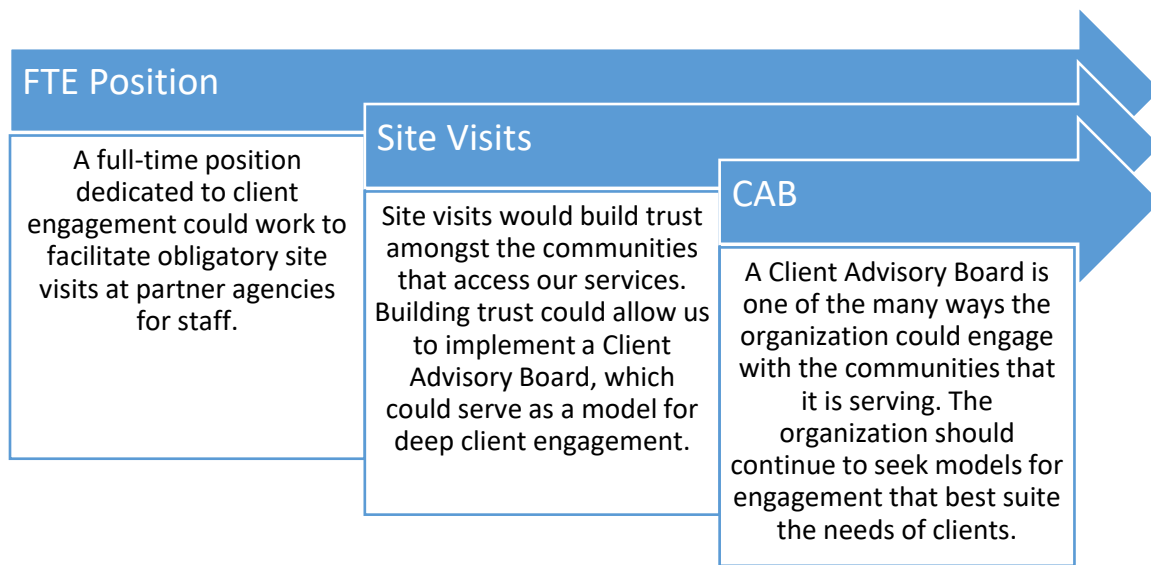 FTE Position
A full-time position
dedicated to client
engagement could work to
facilitate obligatory site
visits at partner agencies
for staff.
Site Visits
Site visits would build trust
amongst the communities
that access our services.
Building trust could allow us
to implement a Client
Advisory Board, which
could serve as a model for
deep client engagement.
CAB
A Client Advisory Board is
one of the many ways the
organization could engage
with the communities that
it is serving. The
organization should
continue to seek models for
engagement that best suite
the needs of clients.